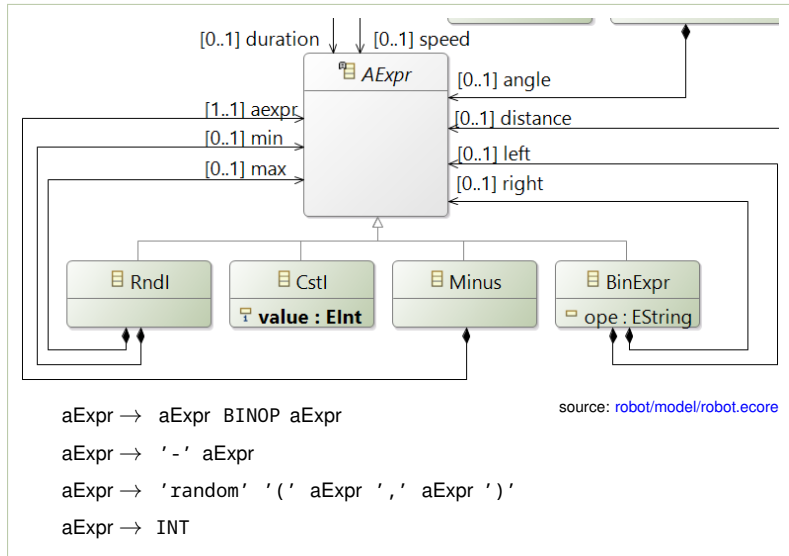 [0..1] duration
[0..1] speed
AExpr
[0..1] angle
[1..1] aexpr
[0..1] distance
[0..1] min
[0..1] left
[0..1] max
[0..1] right
RndI
CstI
value : EInt
Minus
BinExpr
ope : EString
source: robot/model/robot.ecore
aExpr → aExpr BINOP aExpr
aExpr → '-' aExpr
aExpr → 'random' '(' aExpr ',' aExpr ')'
aExpr → INT